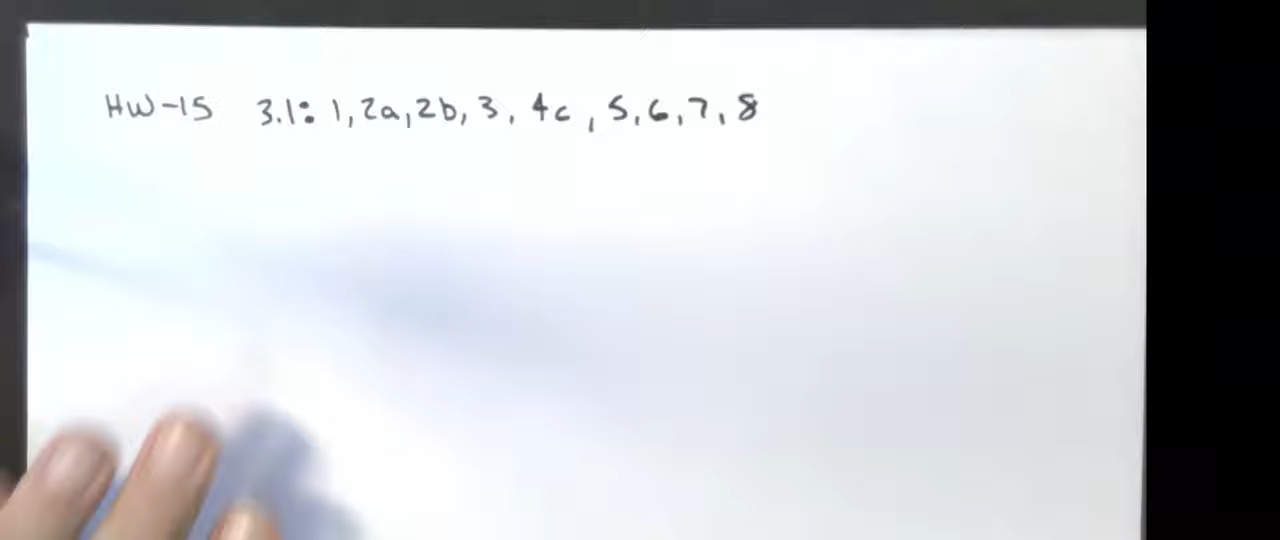 HW-15 3.1: 1, 2a, 2b, 3, 4c, 5, 6, 7, 8